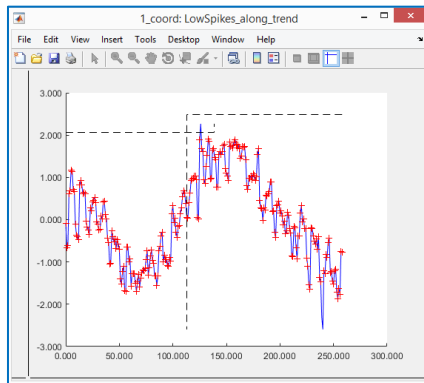 1_coord: LowSpikes_along_trend
File Edit View Insert Tools Desktop Window Help
3.000
2.000
1.000
0.000
-1.000
-2.000
-3.000
0.000 50.000 100.000 150.000 200.000 250.000 300.000